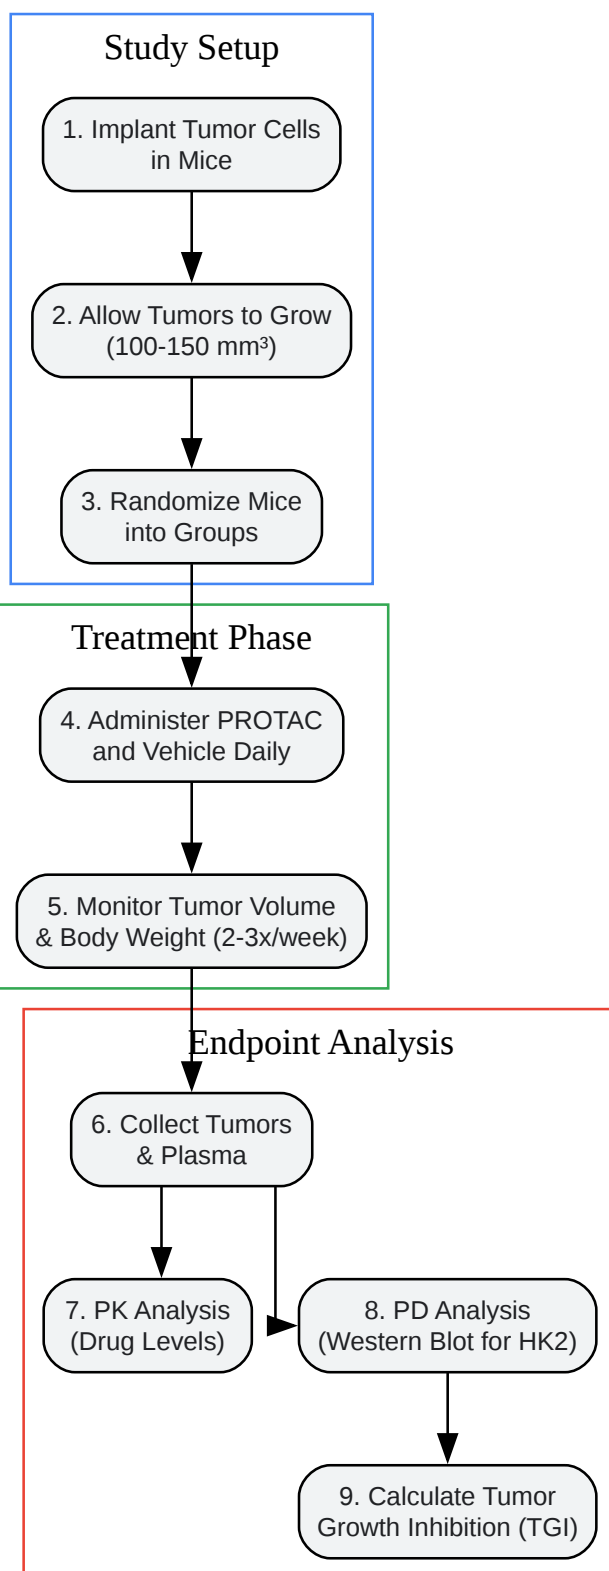 Study Setup
1. Implant Tumor Cells
in Mice
2. Allow Tumors to Grow
(100-150 mm³)
3. Randomize Mice
into Groups
Treatment Phase
4. Administer PROTAC
and Vehicle Daily
5. Monitor Tumor Volume
& Body Weight (2-3x/week)
Endpoint Analysis
6. Collect Tumors
& Plasma
7. PK Analysis
(Drug Levels)
8. PD Analysis
(Western Blot for HK2)
9. Calculate Tumor
Growth Inhibition (TGI)